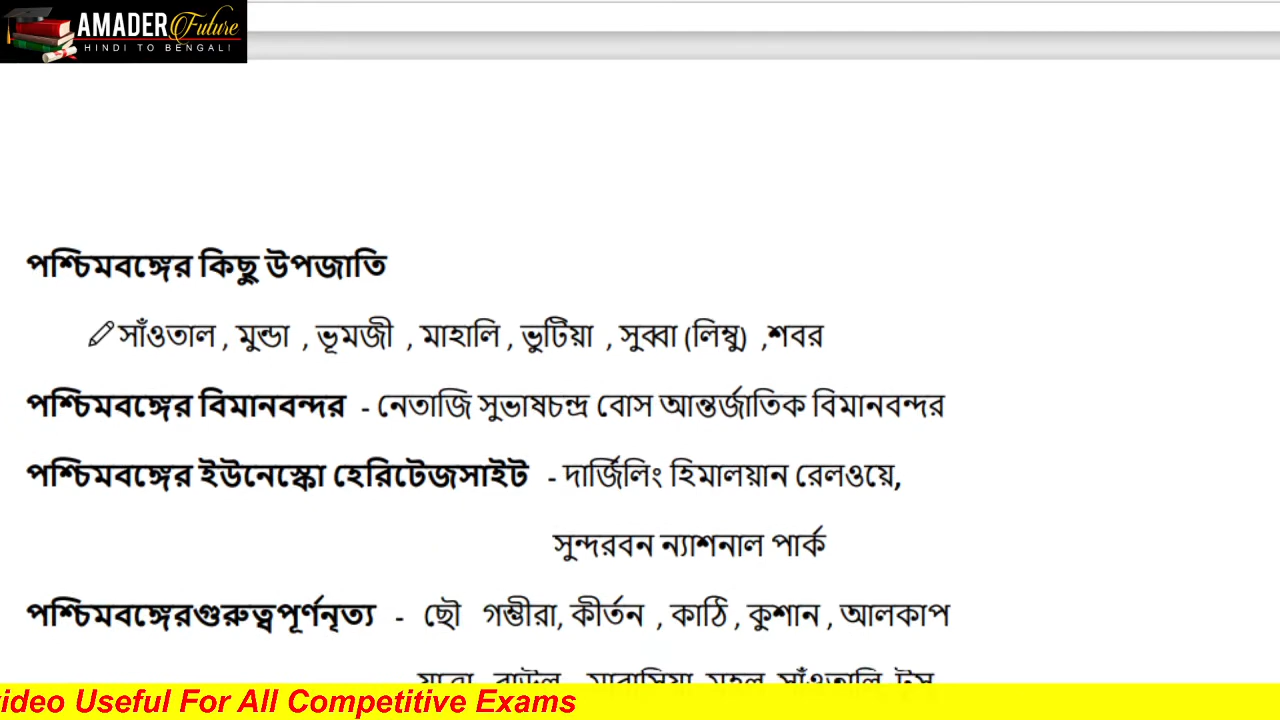 AMADER Future
HINDI TO BENGALI
পশ্চিমবঙ্গের কিছু উপজাতি
সাঁওতাল , মুন্ডা , ভূমজী , মাহালি , ভুটিয়া , সুব্বা (লিম্বু) ,শবর
পশ্চিমবঙ্গের বিমানবন্দর - নেতাজি সুভাষচন্দ্র বোস আন্তর্জাতিক বিমানবন্দর
পশ্চিমবঙ্গের ইউনেস্কো হেরিটেজসাইট - দার্জিলিং হিমালয়ান রেলওয়ে,
সুন্দরবন ন্যাশনাল পার্ক
পশ্চিমবঙ্গেরগুরুত্বপূর্ণনৃত্য - ছৌ গম্ভীরা, কীর্তন , কাঠি , কুশান , আলকাপ
video Useful For All Competitive Exams